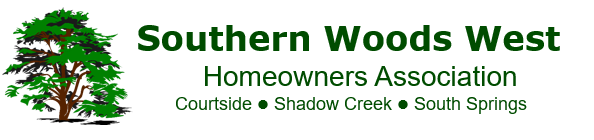 Southern Woods West
Homeowners Association
Courtside ● Shadow Creek ● South Springs